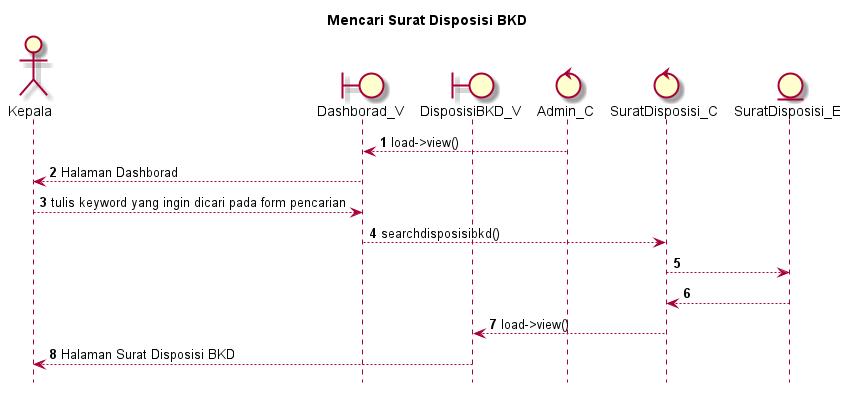 Mencari Surat Disposisi BKD
Kepala
Dashborad_V
DisposisiBKD_V
Admin_C
SuratDisposisi_C
SuratDisposisi_E
1 load->view()
2 Halaman Dashborad
3 tulis keyword yang ingin dicari pada form pencarian
4 searchdisposisibkd()
5
6
7 load->view()
8 Halaman Surat Disposisi BKD